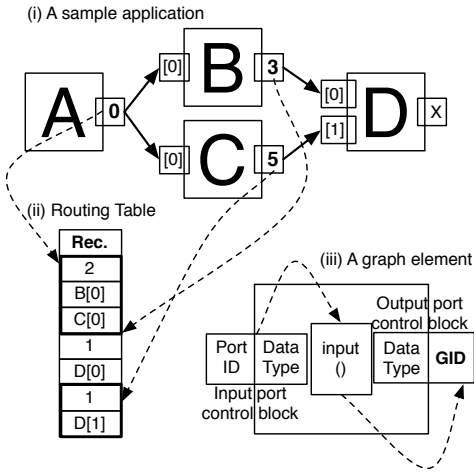 (i) A sample application
A
0
[0]
B
3
[0]
C
5
[0]
[1]
D
X
(ii) Routing Table
Rec.
2
B[0]
C[0]
1
D[0]
1
D[1]
(iii) A graph element
Output port
control block
Port
ID
Data
Type
input
()
Data
Type
GID
Input port
control block